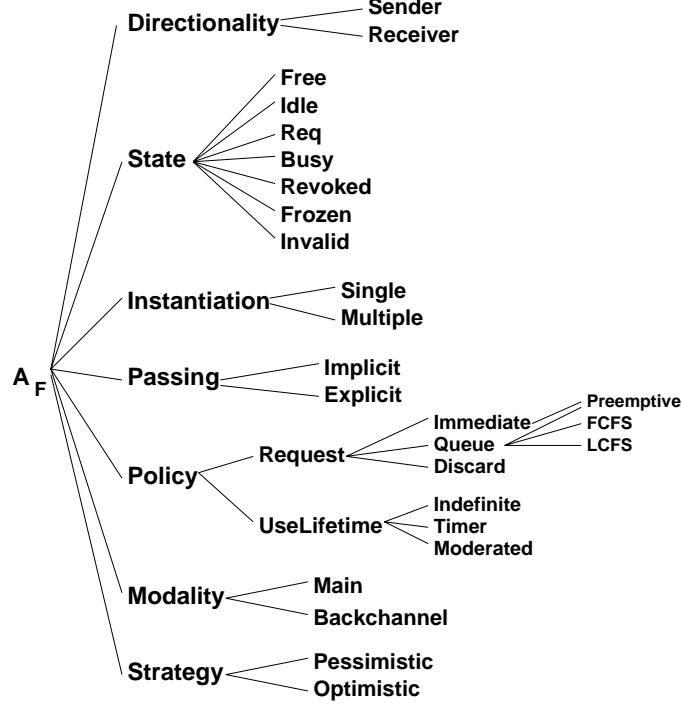 Sender
Directionality
Receiver
Free
Idle
Req
Busy
State
Revoked
Frozen
Invalid
Single
Instantiation
Multiple
Implicit
A F
Passing
Explicit
Preemptive
Immediate
FCFS
Queue
LCFS
Request
Discard
Policy
Indefinite
UseLifetime
Timer
Moderated
Main
Modality
Backchannel
Pessimistic
Strategy
Optimistic